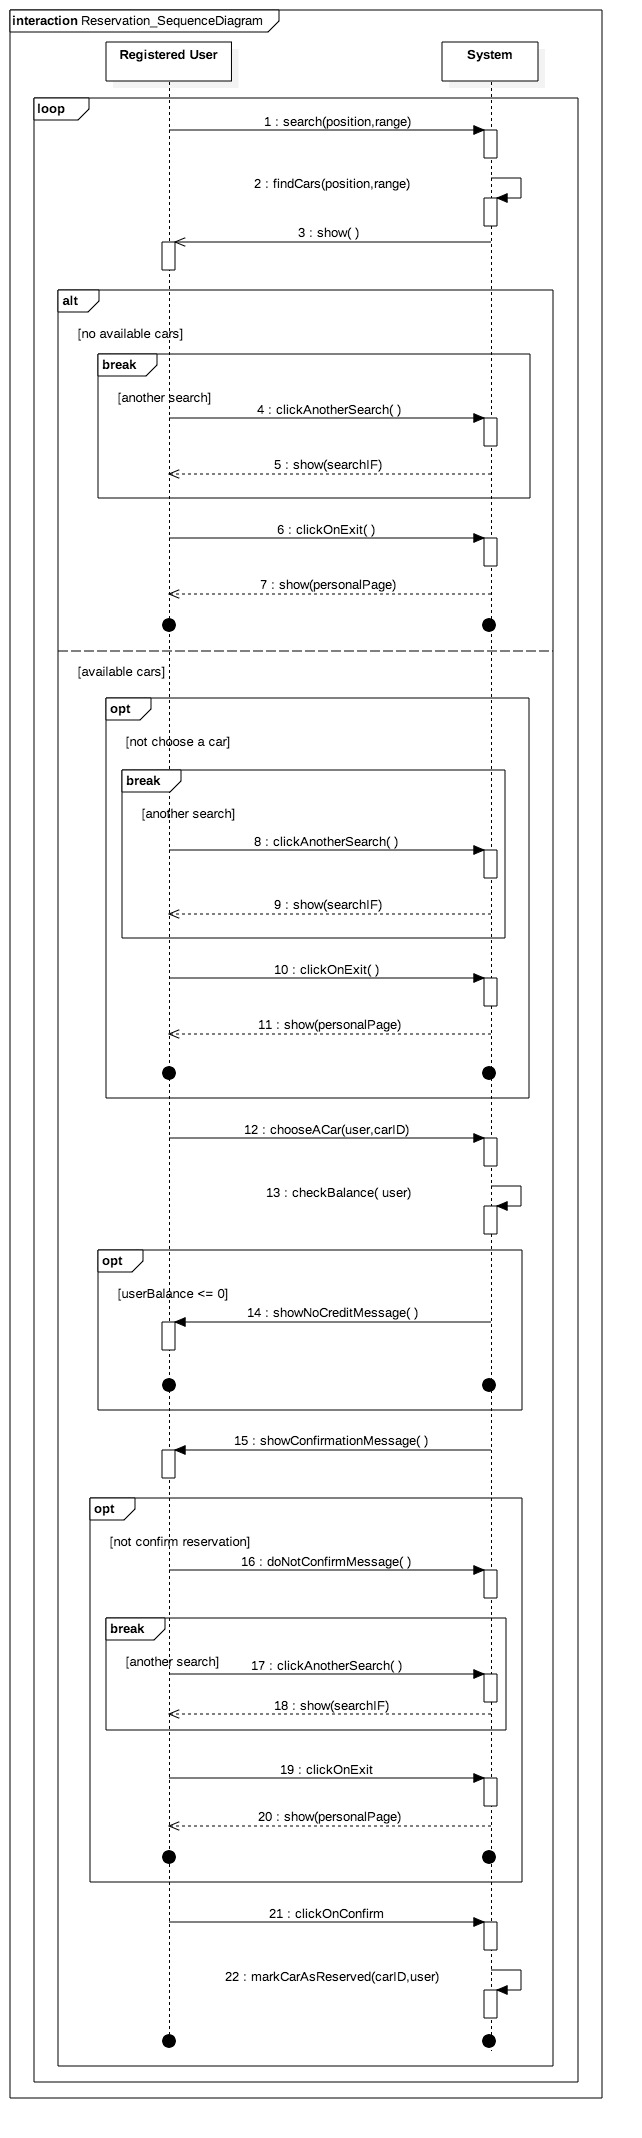 interaction Reservation_SequenceDiagram
Registered User
System
loop
1 : search(position,range)
2 : findCars(position,range)
3 : show( )
alt
[no available cars]
break
[another search]
4 : clickAnotherSearch( )
5 : show(searchIF)
6 : clickOnExit( )
7 : show(personalPage)
[available cars]
opt
[not choose a car]
break
[another search]
8 : clickAnotherSearch( )
9 : show(searchIF)
10 : clickOnExit( )
11 : show(personalPage)
12 : chooseACar(user,carID)
13 : checkBalance( user)
opt
[userBalance <= 0]
14 : showNoCreditMessage( )
15 : showConfirmationMessage( )
opt
[not confirm reservation]
16 : doNotConfirmMessage( )
break
[another search]
17 : clickAnotherSearch( )
18 : show(searchIF)
19 : clickOnExit
20 : show(personalPage)
21 : clickOnConfirm
22 : markCarAsReserved(carID,user)